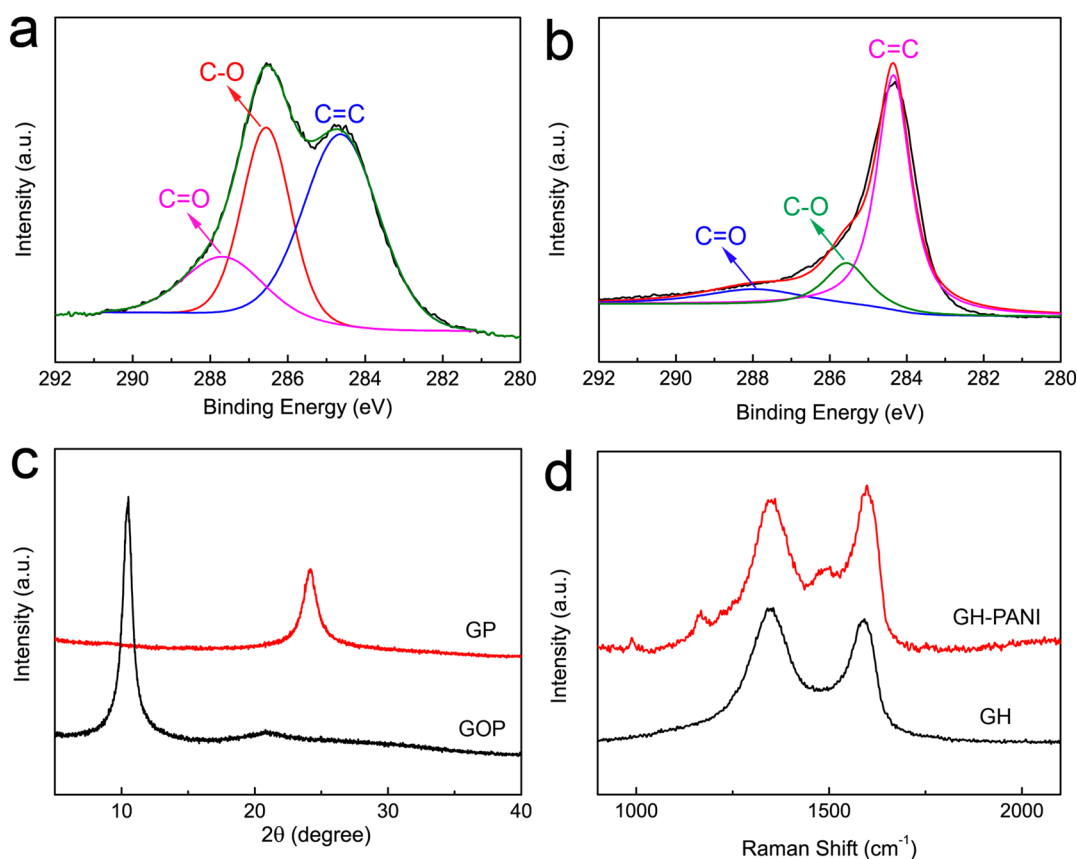 a
C-O
C=C
C=O
Intensity (a.u.)
292 290 288 286 284 282 280
Binding Energy (eV)
b
C=C
C-O
C=O
Intensity (a.u.)
292 290 288 286 284 282 280
Binding Energy (eV)
c
GP
GOP
Intensity (a.u.)
10 20 30 40
2θ (degree)
d
GH-PANI
GH
Intensity (a.u.)
1000 1500 2000
Raman Shift (cm⁻¹)